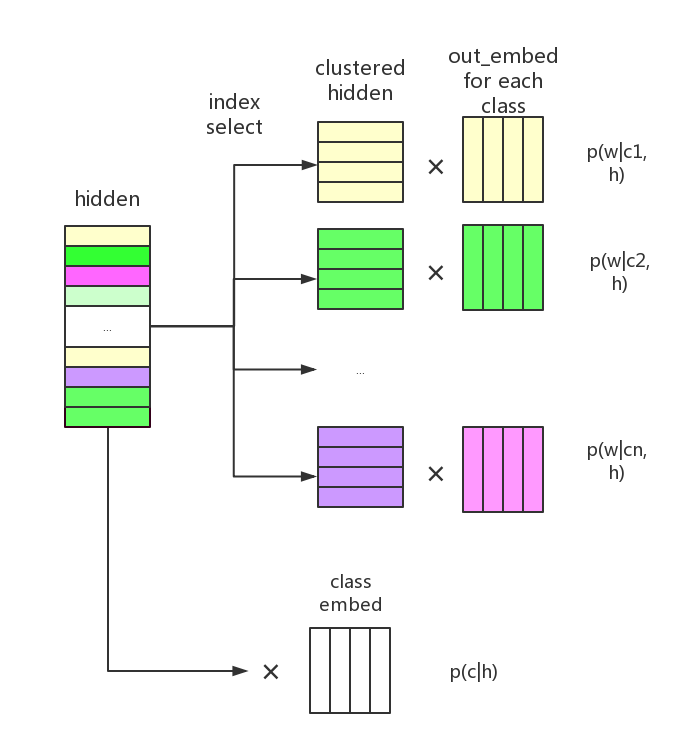 out_embed
for each
class
clustered
hidden
index
select
p(w|c1,
h)
×
hidden
p(w|c2,
h)
×
...
...
p(w|cn,
h)
×
class
embed
×
p(c|h)